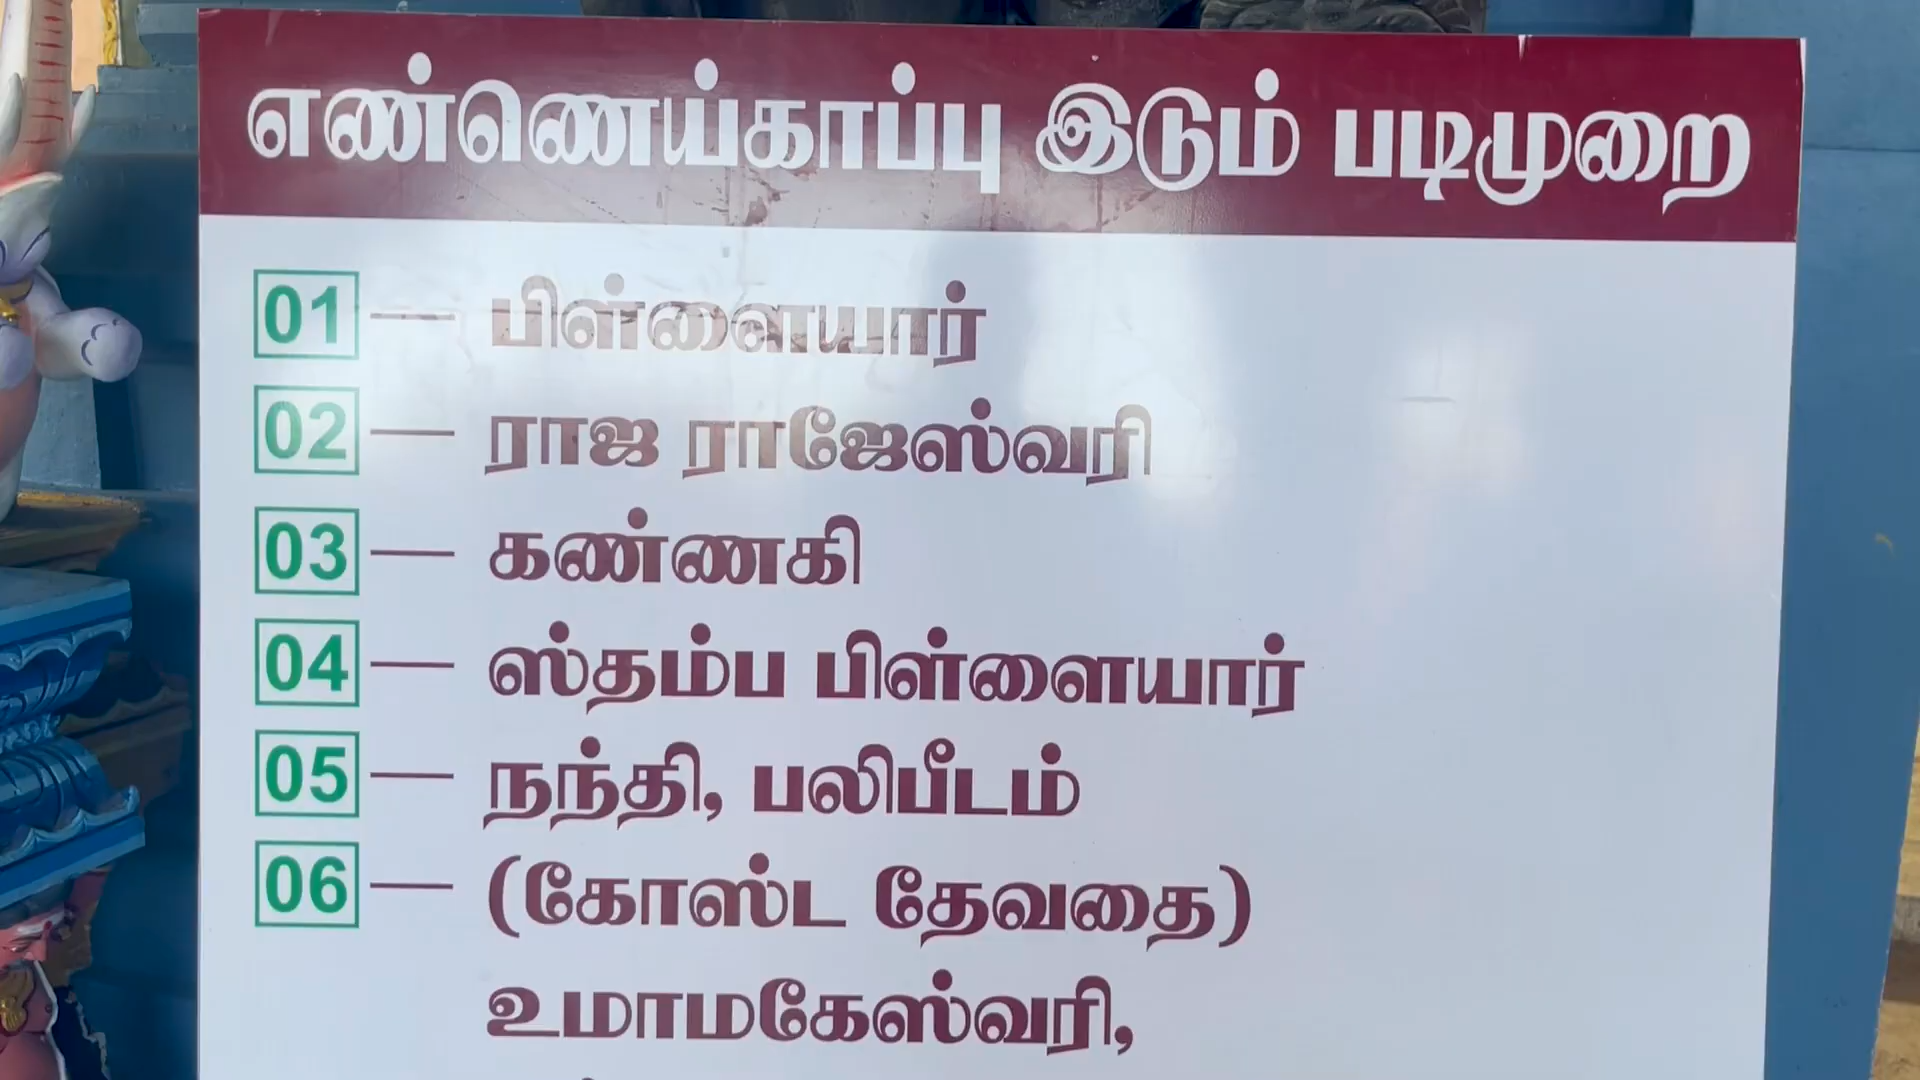 எண்ணெய்காப்பு இடும் படிமுறை
01 — பிள்ளையார்
02 — ராஜ ராஜேஸ்வரி
03 — கண்ணகி
04 — ஸ்தம்ப பிள்ளையார்
05 — நந்தி, பலிபீடம்
06 — (கோஸ்ட தேவதை)
உமாமகேஸ்வரி,